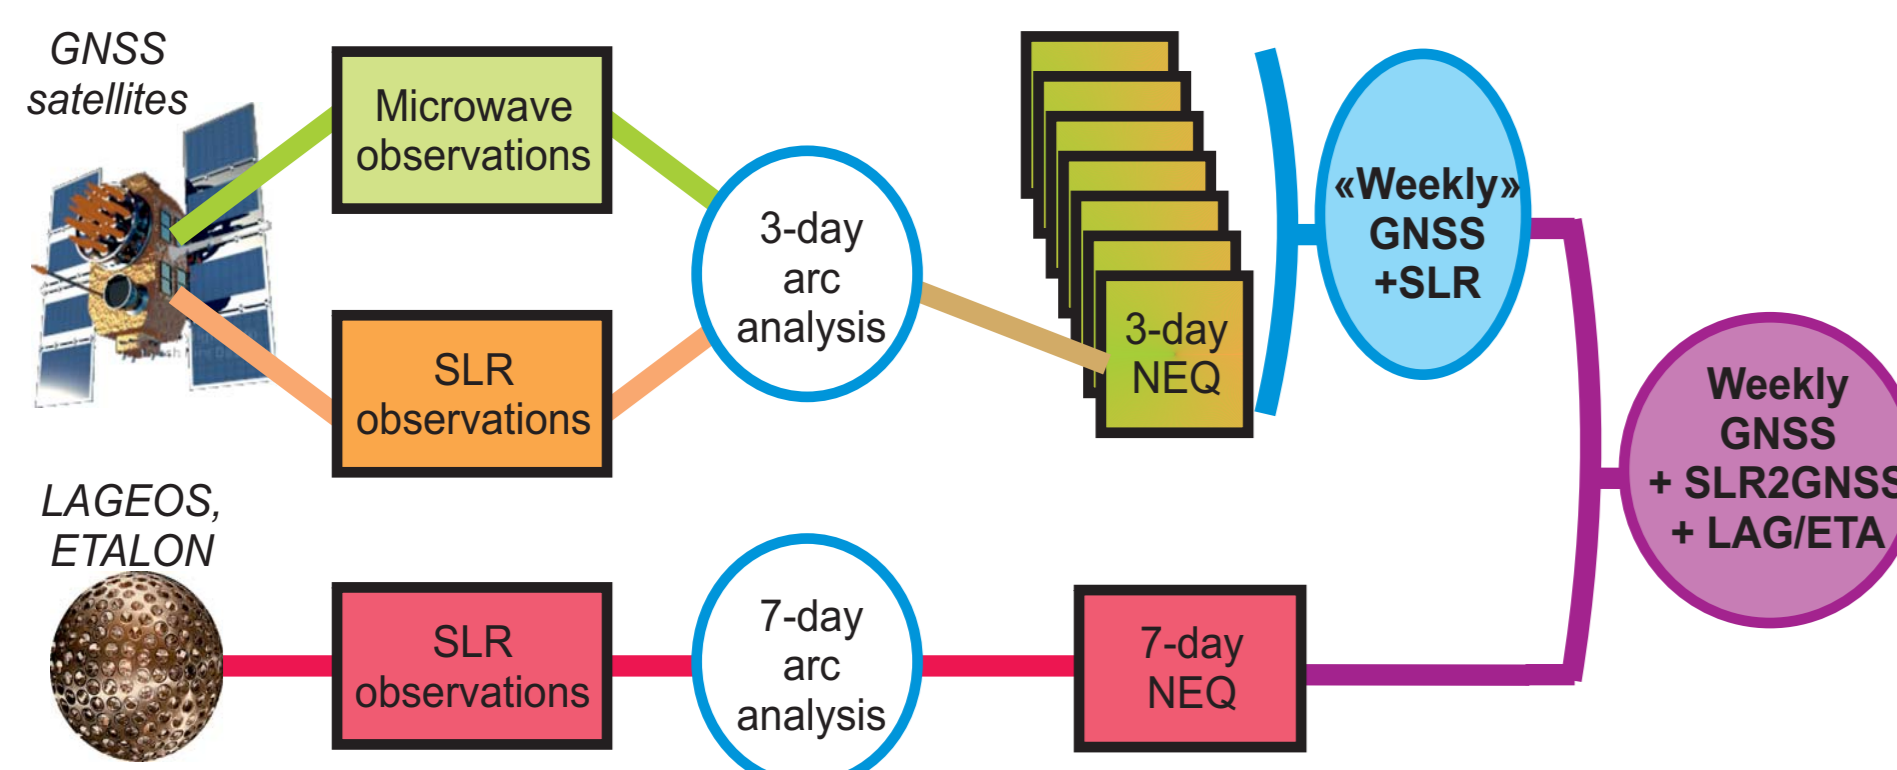 GNSS
satellites
Microwave
observations
SLR
observations
3-day
arc
analysis
3-day
NEQ
«Weekly»
GNSS
+SLR
LAGEOS,
ETALON
SLR
observations
7-day
arc
analysis
7-day
NEQ
Weekly
GNSS
+ SLR2GNSS
+ LAG/ETA